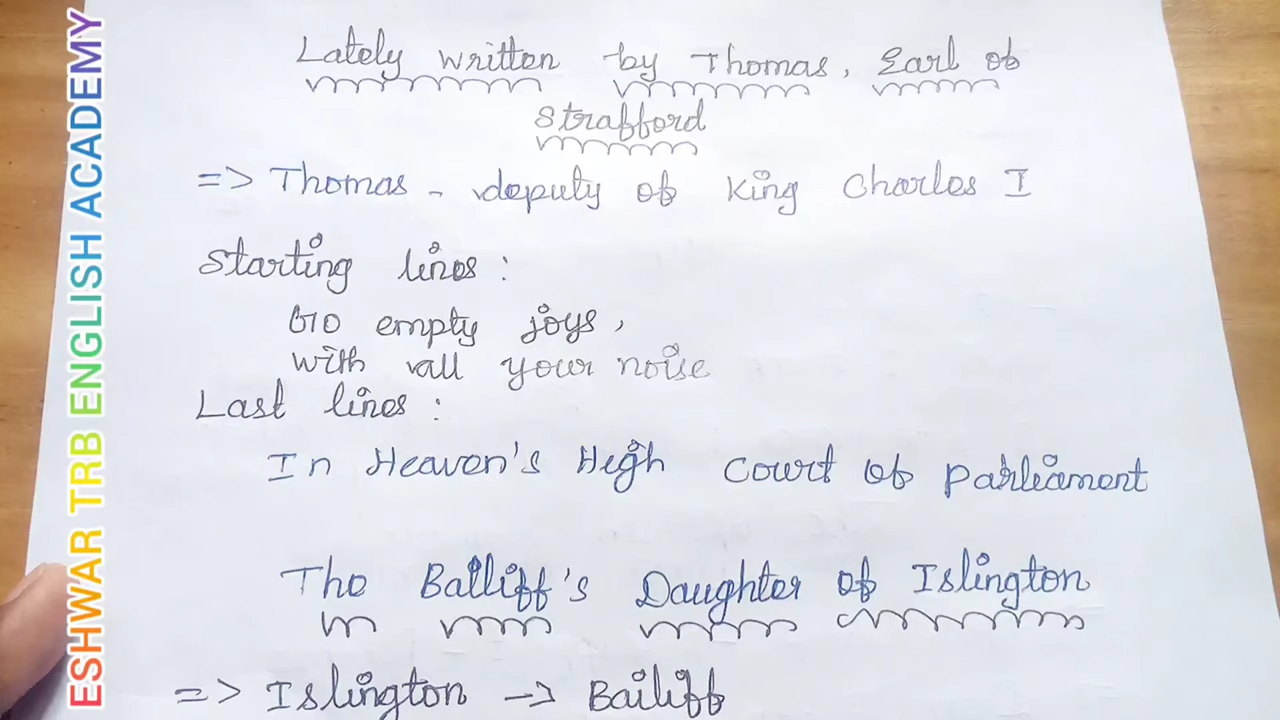 ESHWAR TRB ENGLISH ACADEMY
Lately written by Thomas, Earl of
Strafford
=> Thomas - deputy of King Charles I
Starting lines :
Go empty joys,
with all your noise
Last lines :
In Heaven's High Court of Parliament
The Bailiff's Daughter of Islington
=> Islington -> Bailiff